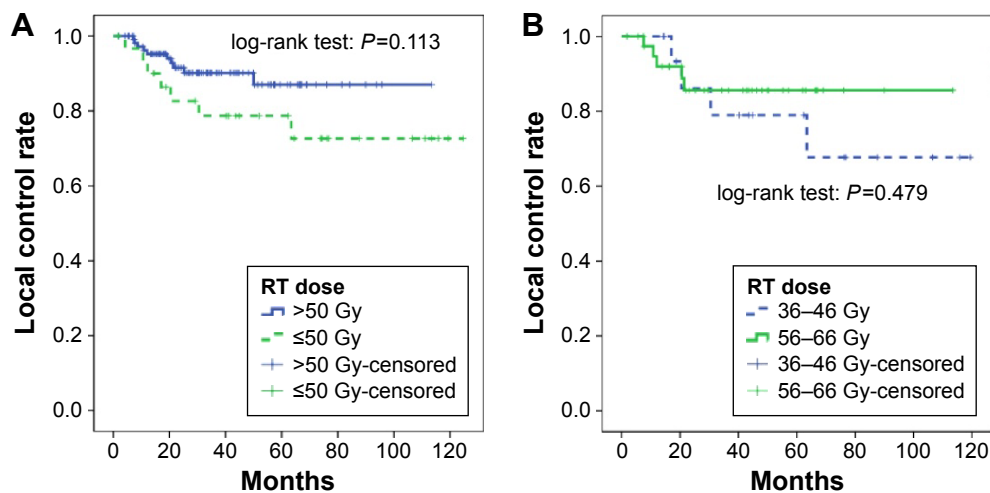 A
log-rank test: P=0.113
Local control rate
1.0
0.8
0.6
0.4
0.2
0.0
RT dose
>50 Gy
≤50 Gy
>50 Gy-censored
≤50 Gy-censored
0 20 40 60 80 100 120
Months
B
log-rank test: P=0.479
Local control rate
1.0
0.8
0.6
0.4
0.2
0.0
RT dose
36–46 Gy
56–66 Gy
36–46 Gy-censored
56–66 Gy-censored
0 20 40 60 80 100 120
Months